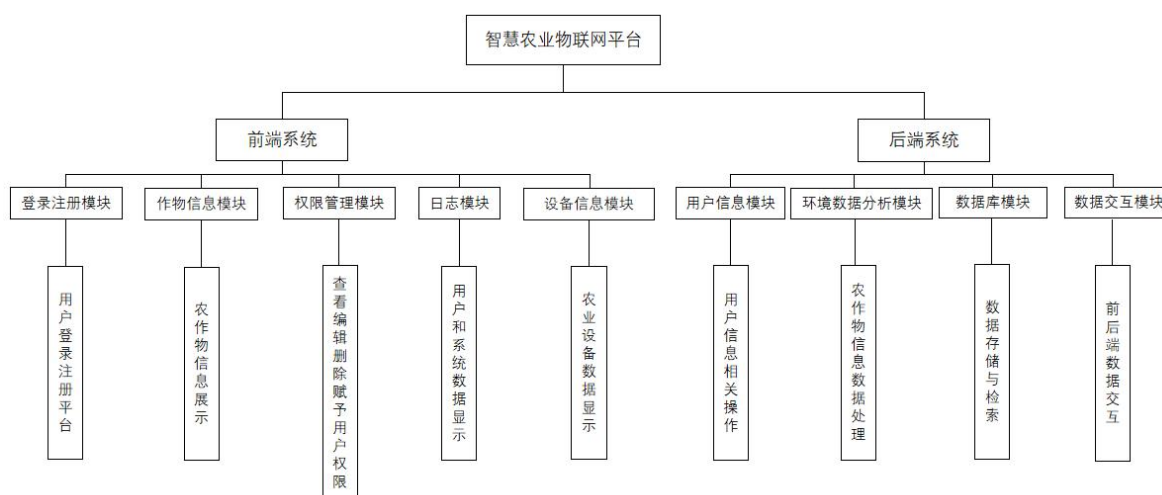 智慧农业物联网平台
前端系统
后端系统
登录注册模块
作物信息模块
权限管理模块
日志模块
设备信息模块
用户信息模块
环境数据分析模块
数据库模块
数据交互模块
用户登录注册平台
农作物信息展示
查看编辑删除赋予用户权限
用户和系统数据显示
农业设备数据显示
用户信息相关操作
农作物信息数据处理
数据存储与检索
前后端数据交互